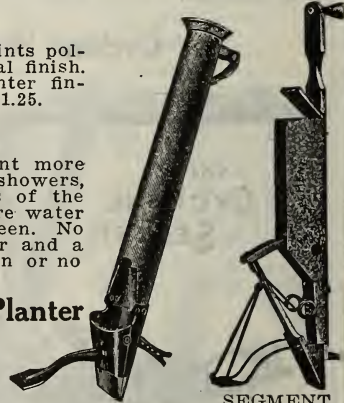 ints pol-
al finish.
nter fin-
1.25.
nt more
showers,
s of the
re water
een. No
r and a
n or no
Planter
SEGMENT